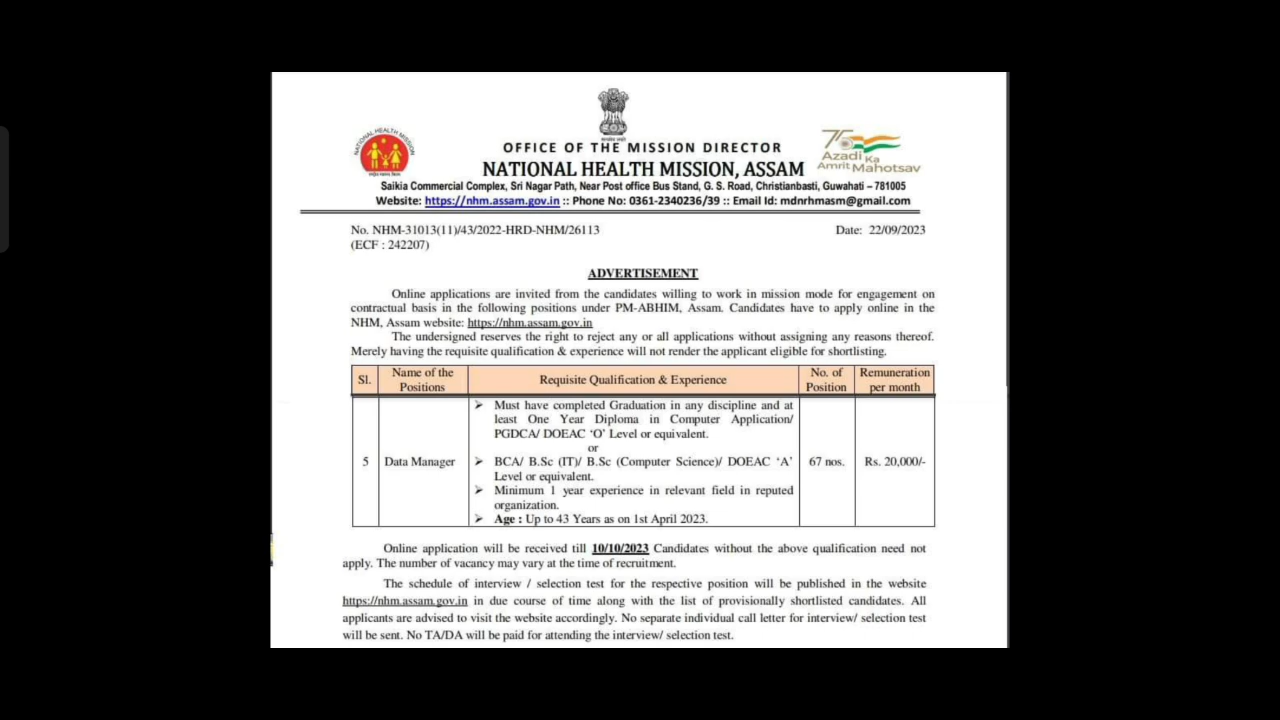 NATIONAL HEALTH MISSION
75
Azadi Ka
Amrit Mahotsav
OFFICE OF THE MISSION DIRECTOR
NATIONAL HEALTH MISSION, ASSAM
Saikia Commercial Complex, Sri Nagar Path, Near Post office Bus Stand, G. S. Road, Christianbasti, Guwahati – 781005
Website: https://nhm.assam.gov.in :: Phone No: 0361-2340236/39 :: Email Id: mdnrhmasm@gmail.com
No. NHM-31013(11)/43/2022-HRD-NHM/26113 Date: 22/09/2023
(ECF : 242207)
ADVERTISEMENT
Online applications are invited from the candidates willing to work in mission mode for engagement on
contractual basis in the following positions under PM-ABHIM, Assam. Candidates have to apply online in the
NHM, Assam website: https://nhm.assam.gov.in
The undersigned reserves the right to reject any or all applications without assigning any reasons thereof.
Merely having the requisite qualification & experience will not render the applicant eligible for shortlisting.
Sl.
Name of the
Positions
Requisite Qualification & Experience
No. of
Position
Remuneration
per month
5
Data Manager
➢ Must have completed Graduation in any discipline and at
least One Year Diploma in Computer Application/
PGDCA/ DOEAC ‘O’ Level or equivalent.
or
➢ BCA/ B.Sc (IT)/ B.Sc (Computer Science)/ DOEAC ‘A’
Level or equivalent.
➢ Minimum 1 year experience in relevant field in reputed
organization.
➢ Age : Up to 43 Years as on 1st April 2023.
67 nos.
Rs. 20,000/-
Online application will be received till 10/10/2023 Candidates without the above qualification need not
apply. The number of vacancy may vary at the time of recruitment.
The schedule of interview / selection test for the respective position will be published in the website
https://nhm.assam.gov.in in due course of time along with the list of provisionally shortlisted candidates. All
applicants are advised to visit the website accordingly. No separate individual call letter for interview/ selection test
will be sent. No TA/DA will be paid for attending the interview/ selection test.